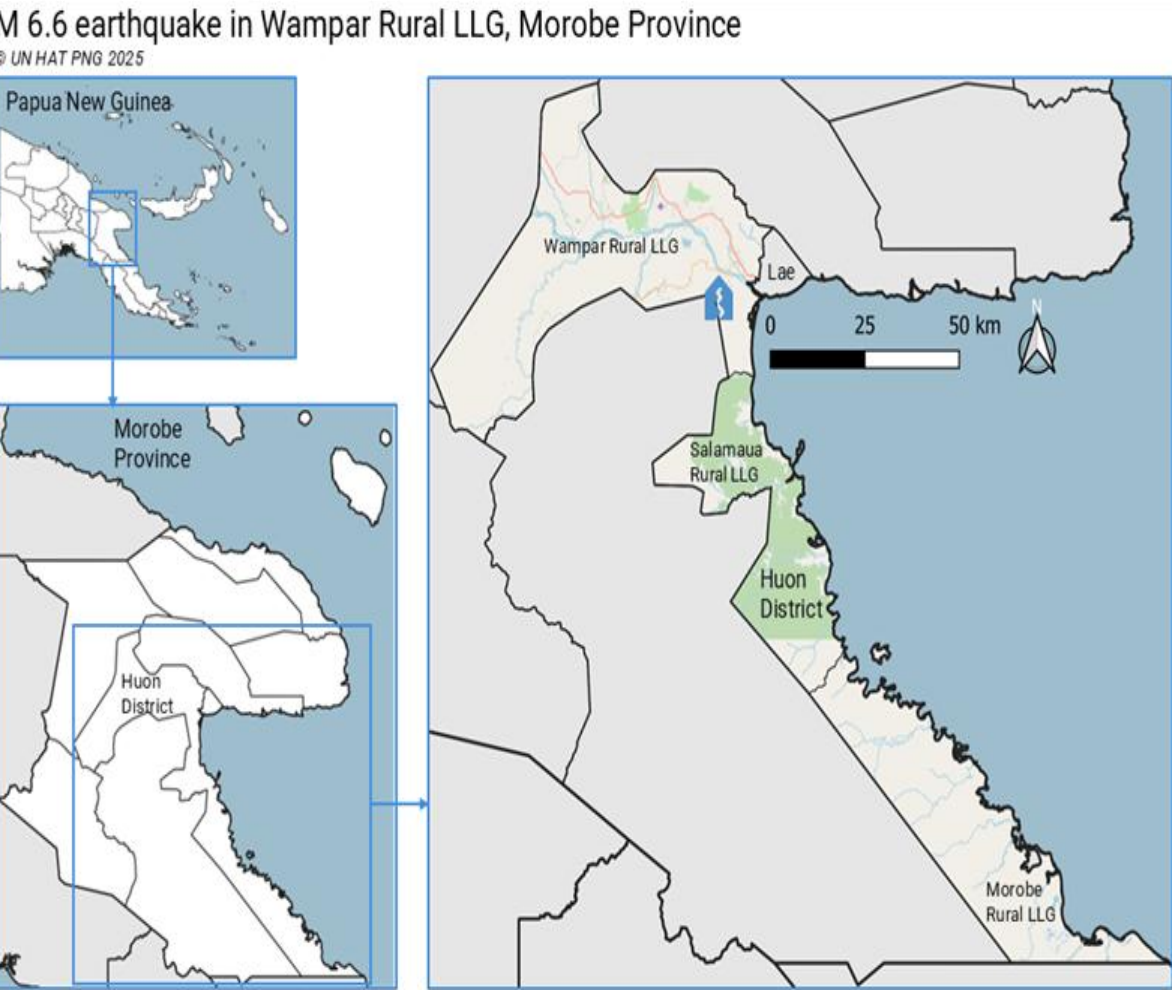 M 6.6 earthquake in Wampar Rural LLG, Morobe Province
© UN HAT PNG 2025
Papua New Guinea
Wampar Rural LLG
Lae
0 25 50 km
N
Salamaua
Rural LLG
Huon
District
Morobe
Rural LLG
Morobe
Province
Huon
District